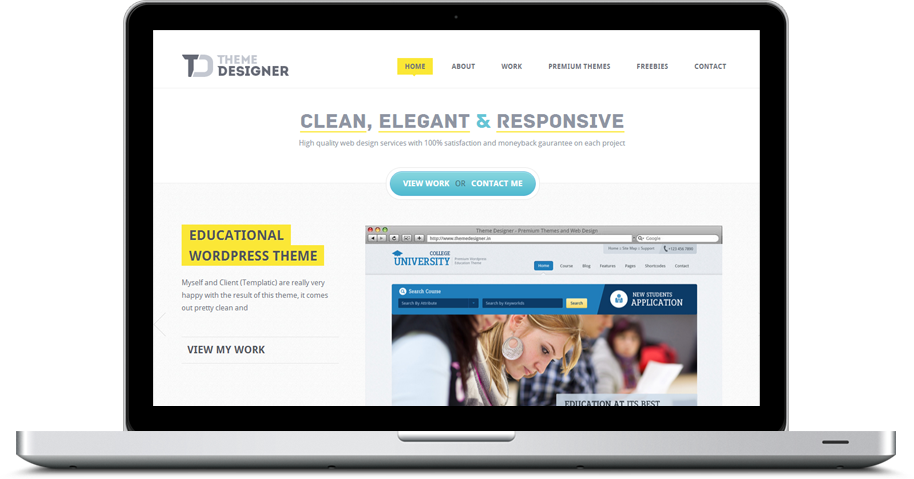 THEME
DESIGNER
HOME ABOUT WORK PREMIUM THEMES FREEBIES CONTACT
CLEAN, ELEGANT & RESPONSIVE
High quality web design services with 100% satisfaction and moneyback gaurantee on each project
VIEW WORK OR CONTACT ME
EDUCATIONAL
WORDPRESS THEME
Myself and Client (Templatic) are really very
happy with the result of this theme, it comes
out pretty clean and
VIEW MY WORK
Theme Designer - Premium Themes and Web Design
http://www.themedesigner.in
Google
Home Site Map Support +123 456 7890
COLLEGE
UNIVERSITY
Premium Wordpress
Education Theme
Home Course Blog Features Pages Shortcodes Contact
Search Course
Search By Attribute Search by Keywords Search
NEW STUDENTS
APPLICATION
EDUCATION AT ITS BEST